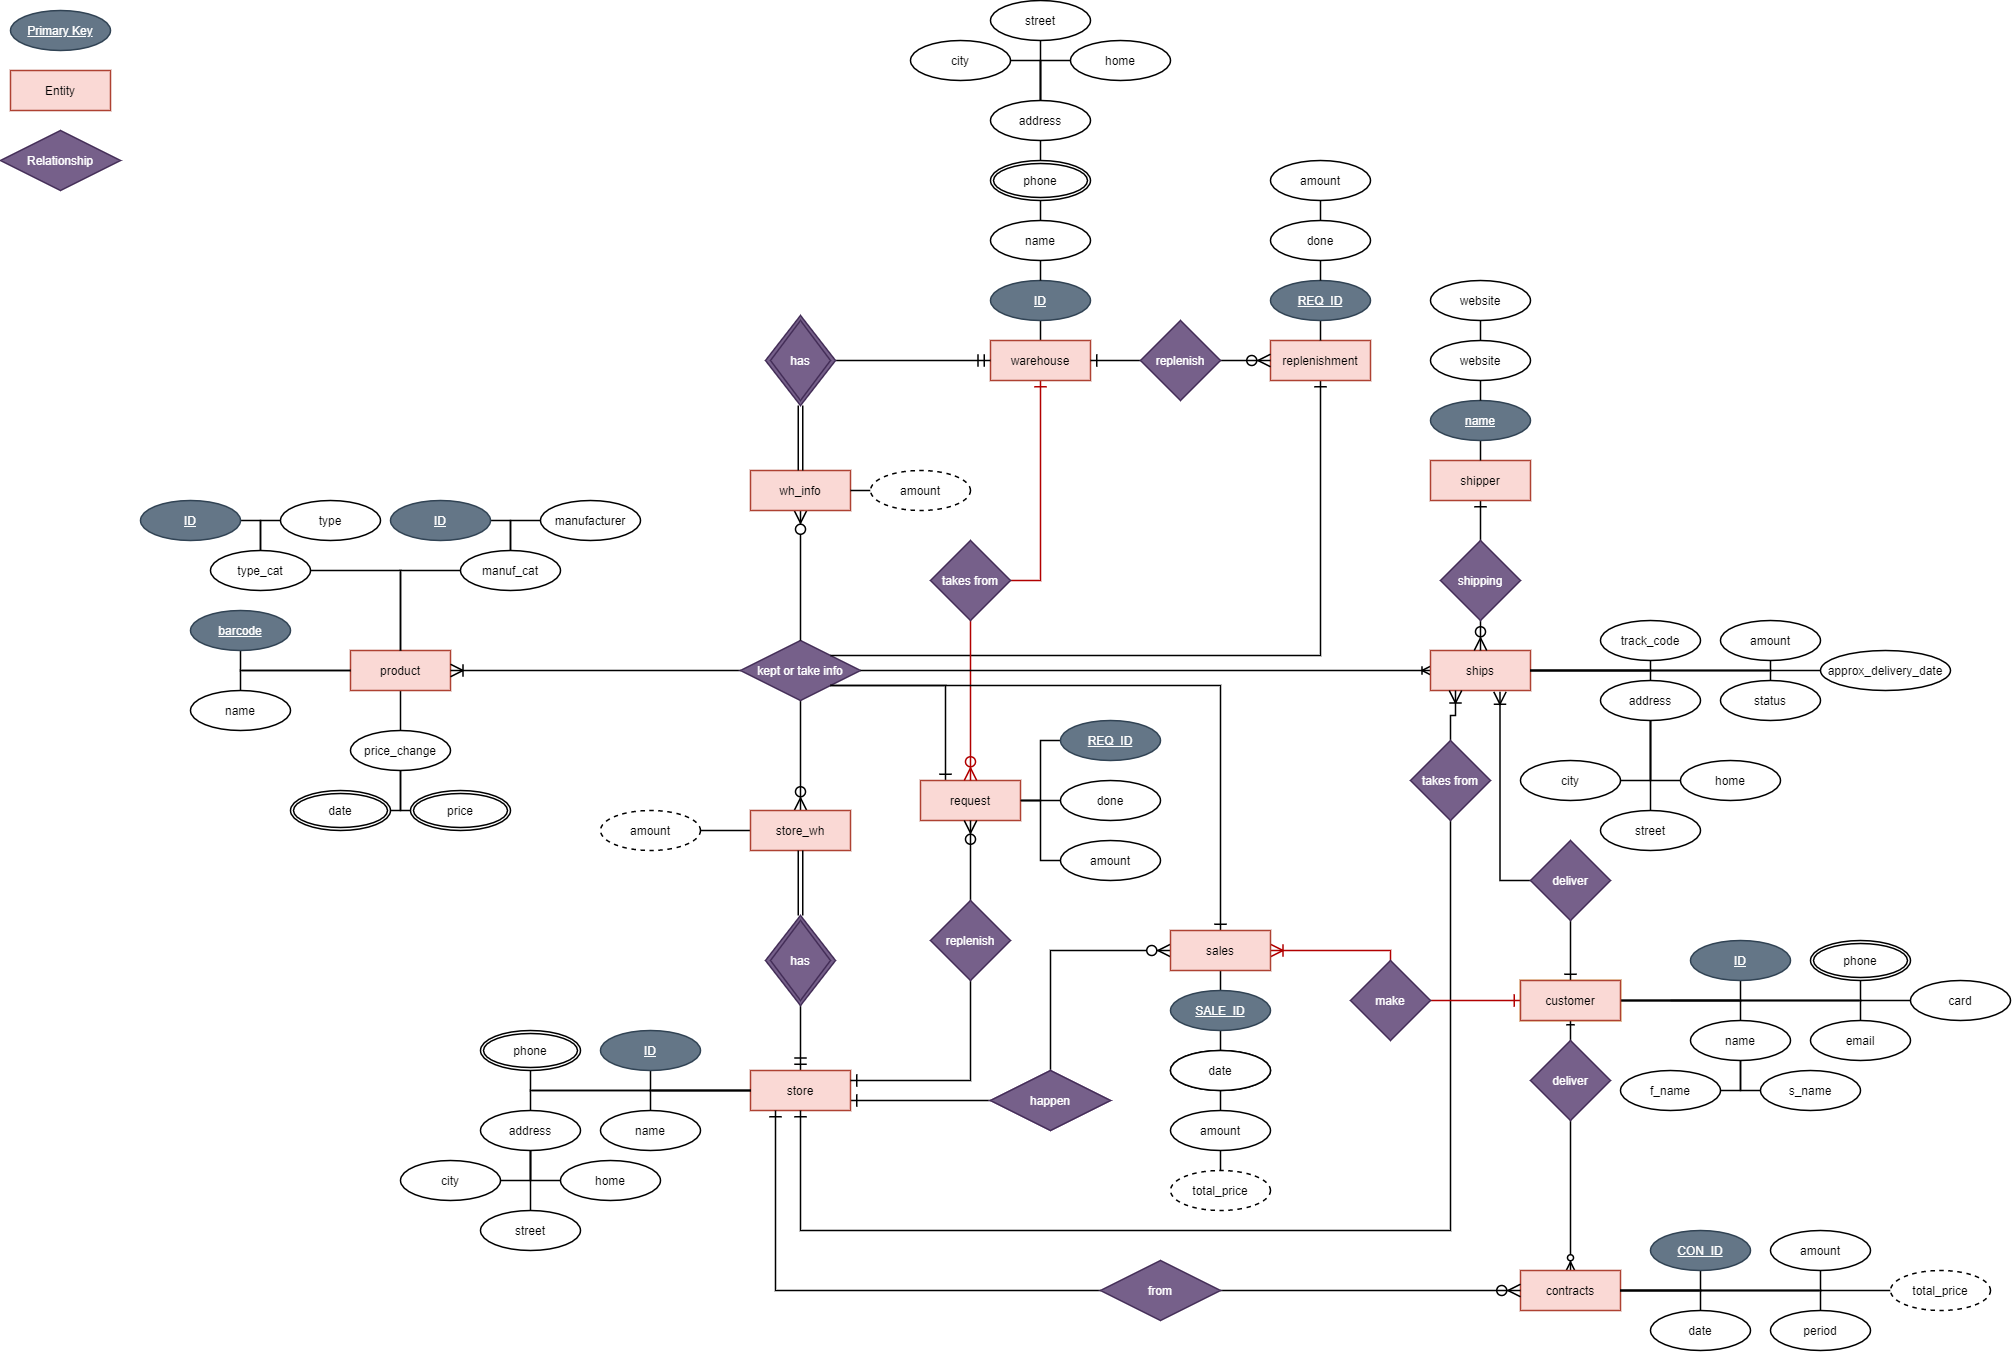 Primary Key
Entity
Relationship
street
city
home
address
phone
name
ID
amount
done
REQ_ID
website
website
name
has
warehouse
replenish
replenishment
shipper
wh_info
amount
ID
type
ID
manufacturer
type_cat
manuf_cat
takes from
shipping
barcode
product
name
kept or take info
ships
track_code
amount
approx_delivery_date
address
status
price_change
date
price
REQ_ID
request
done
amount
takes from
city
home
street
amount
store_wh
deliver
has
replenish
sales
make
customer
ID
phone
card
name
email
f_name
s_name
SALE_ID
date
amount
total_price
phone
ID
store
happen
deliver
address
name
city
home
street
from
contracts
CON_ID
amount
total_price
date
period